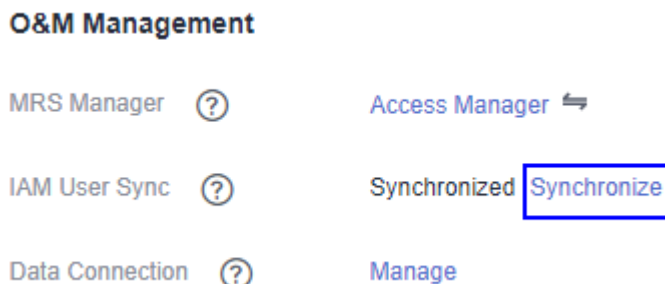 O&M Management
MRS Manager ? Access Manager
IAM User Sync ? Synchronized Synchronize
Data Connection ? Manage